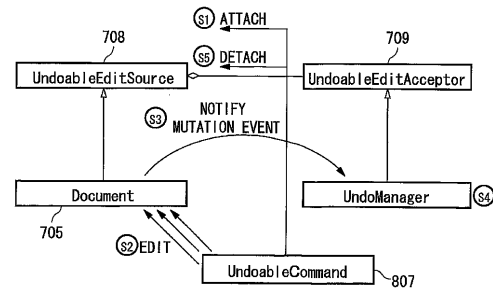 S1 ATTACH
708
709
S5 DETACH
UndoableEditSource
UndoableEditAcceptor
S3 NOTIFY
MUTATION EVENT
Document
UndoManager
S4
705
S2 EDIT
UndoableCommand
807